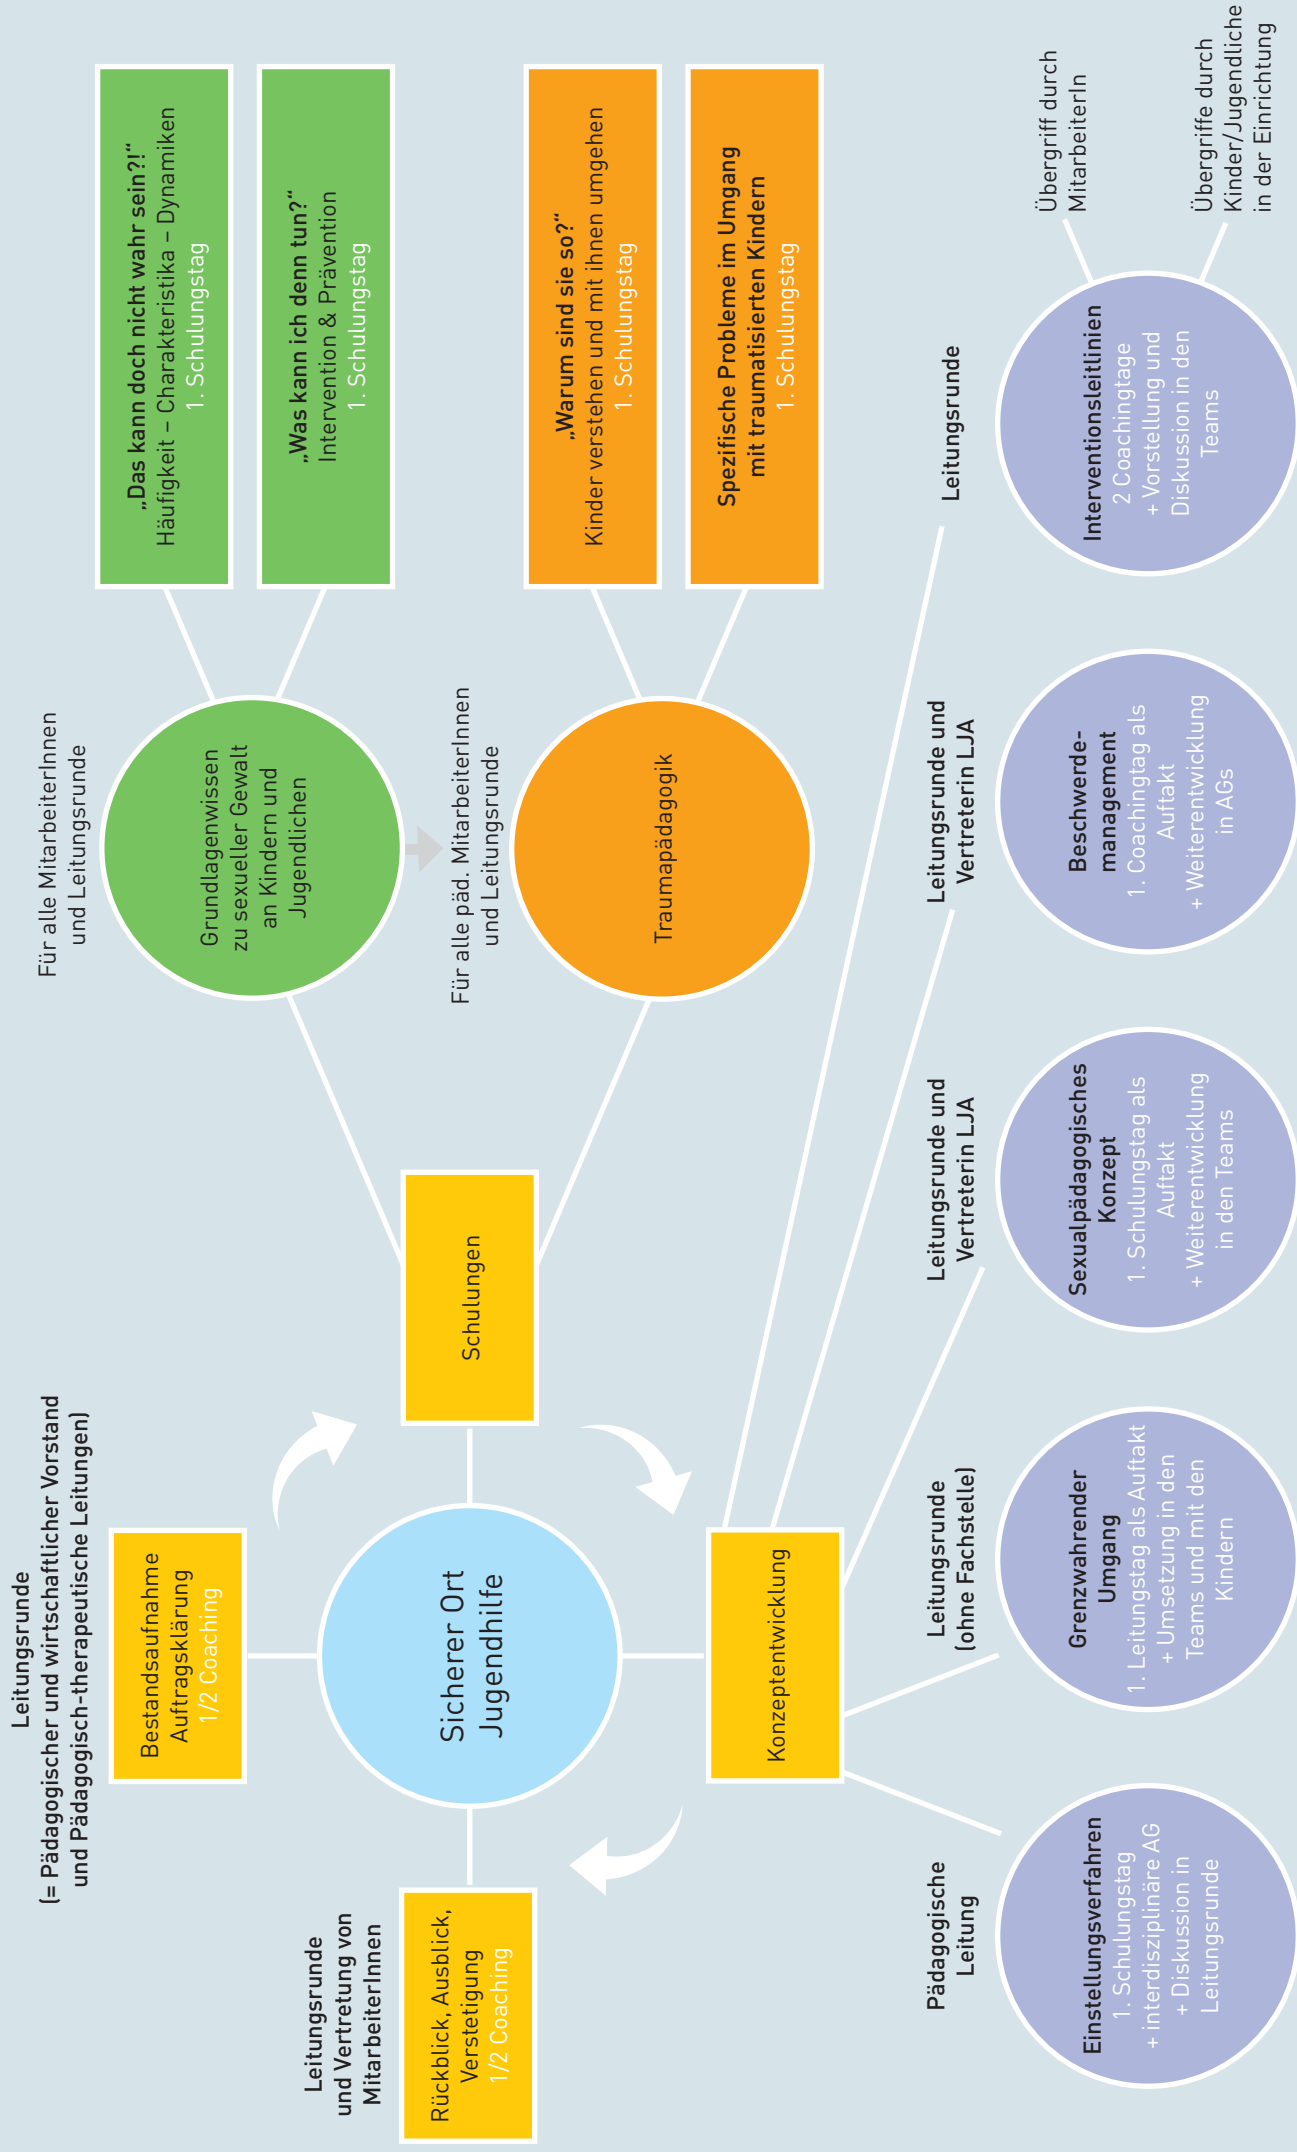 Leitungsrunde
(= Pädagogischer und wirtschaftlicher Vorstand
und Pädagogisch-therapeutische Leitungen)
Bestandsaufnahme
Auftragsklärung
1/2 Coaching
Leitungsrunde
und Vertretung von
MitarbeiterInnen
Rückblick, Ausblick,
Verstetigung
1/2 Coaching
Sicherer Ort
Jugendhilfe
Schulungen
Konzeptentwicklung
Für alle MitarbeiterInnen
und Leitungsrunde
Grundlagenwissen
zu sexueller Gewalt
an Kindern und
Jugendlichen
„Das kann doch nicht wahr sein?!“
Häufigkeit – Charakteristika – Dynamiken
1. Schulungstag
„Was kann ich denn tun?“
Intervention & Prävention
1. Schulungstag
Für alle päd. MitarbeiterInnen
und Leitungsrunde
Traumapädagogik
„Warum sind sie so?“
Kinder verstehen und mit ihnen umgehen
1. Schulungstag
Spezifische Probleme im Umgang
mit traumatisierten Kindern
1. Schulungstag
Pädagogische
Leitung
Einstellungsverfahren
1. Schulungstag
+ interdisziplinäre AG
+ Diskussion in
Leitungsrunde
Leitungsrunde
(ohne Fachstelle)
Grenzwahrender
Umgang
1. Leitungstag als Auftakt
+ Umsetzung in den
Teams und mit den
Kindern
Leitungsrunde und
Vertreterin LJA
Sexualpädagogisches
Konzept
1. Schulungstag als
Auftakt
+ Weiterentwicklung
in den Teams
Leitungsrunde und
Vertreterin LJA
Beschwerde-
management
1. Coachingtag als
Auftakt
+ Weiterentwicklung
in AGs
Leitungsrunde
Interventionsleitlinien
2 Coachingtage
+ Vorstellung und
Diskussion in den
Teams
Übergriff durch
MitarbeiterIn
Übergriffe durch
Kinder/Jugendliche
in der Einrichtung